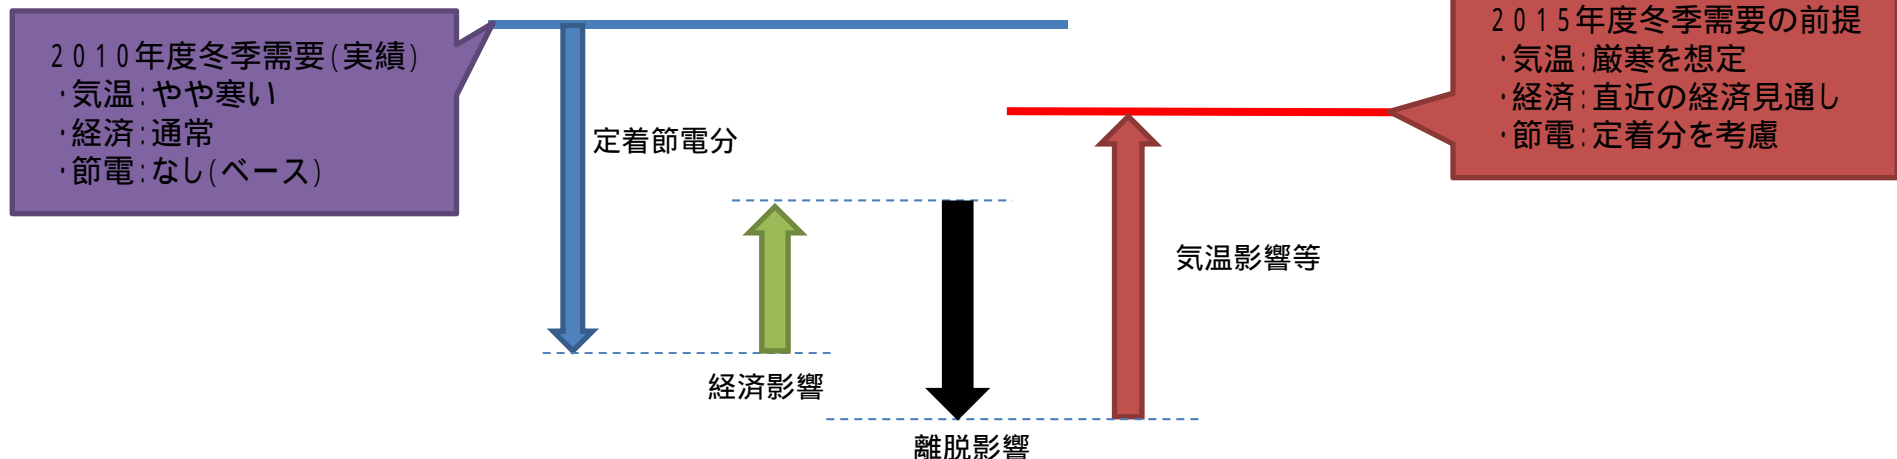 2010年度冬季需要(実績)
・気温:やや寒い
・経済:通常
・節電:なし(ベース)
定着節電分
経済影響
離脱影響
気温影響等
2015年度冬季需要の前提
・気温:厳寒を想定
・経済:直近の経済見通し
・節電:定着分を考慮